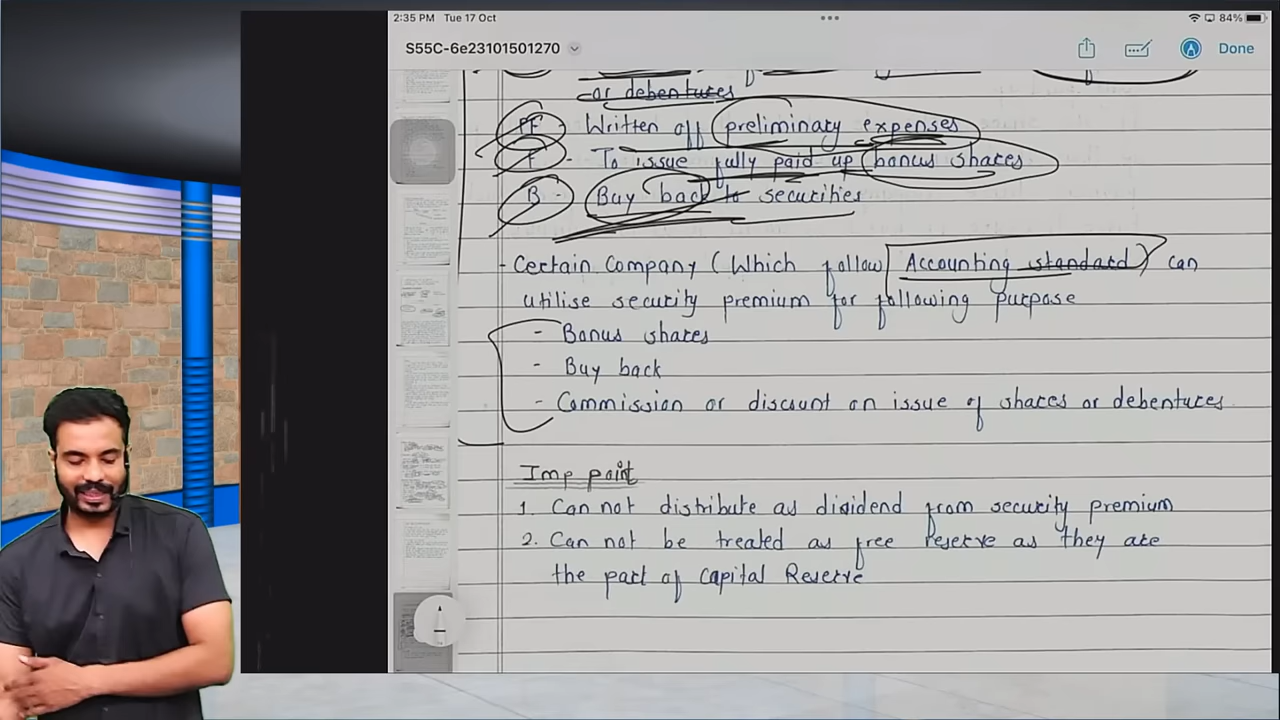 2:35 PM Tue 17 Oct
84%
S55C-6e23101501270
Done
or debentures
PF Written off preliminary expenses
F - To issue fully paid up bonus shares
B - Buy back to securities
- Certain Company (Which follow Accounting standard) can
utilise security premium for following purpose
- Bonus shares
- Buy back
- Commission or discount on issue of shares or debentures
Imp point
1. Can not distribute as dividend from security premium
2. Can not be treated as free reserve as they are
the part of capital Reserve